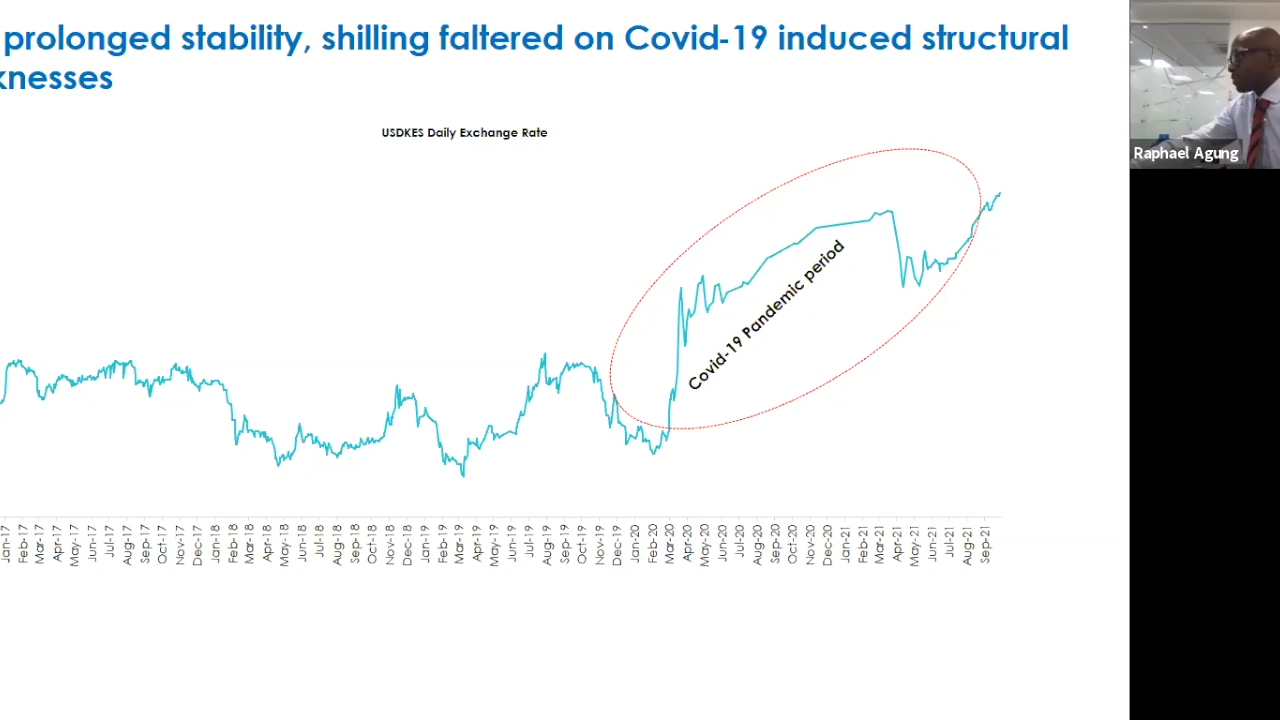 prolonged stability, shilling faltered on Covid-19 induced structural
knesses
USDKES Daily Exchange Rate
Raphael Agung
Covid-19 Pandemic period
Jan-17
Feb-17
Mar-17
Apr-17
May-17
Jun-17
Jul-17
Aug-17
Sep-17
Oct-17
Nov-17
Dec-17
Jan-18
Feb-18
Mar-18
Apr-18
May-18
Jun-18
Jul-18
Aug-18
Sep-18
Oct-18
Nov-18
Dec-18
Jan-19
Feb-19
Mar-19
Apr-19
May-19
Jun-19
Jul-19
Aug-19
Sep-19
Oct-19
Nov-19
Dec-19
Jan-20
Feb-20
Mar-20
Apr-20
May-20
Jun-20
Jul-20
Aug-20
Sep-20
Oct-20
Nov-20
Dec-20
Jan-21
Feb-21
Mar-21
Apr-21
May-21
Jun-21
Jul-21
Aug-21
Sep-21